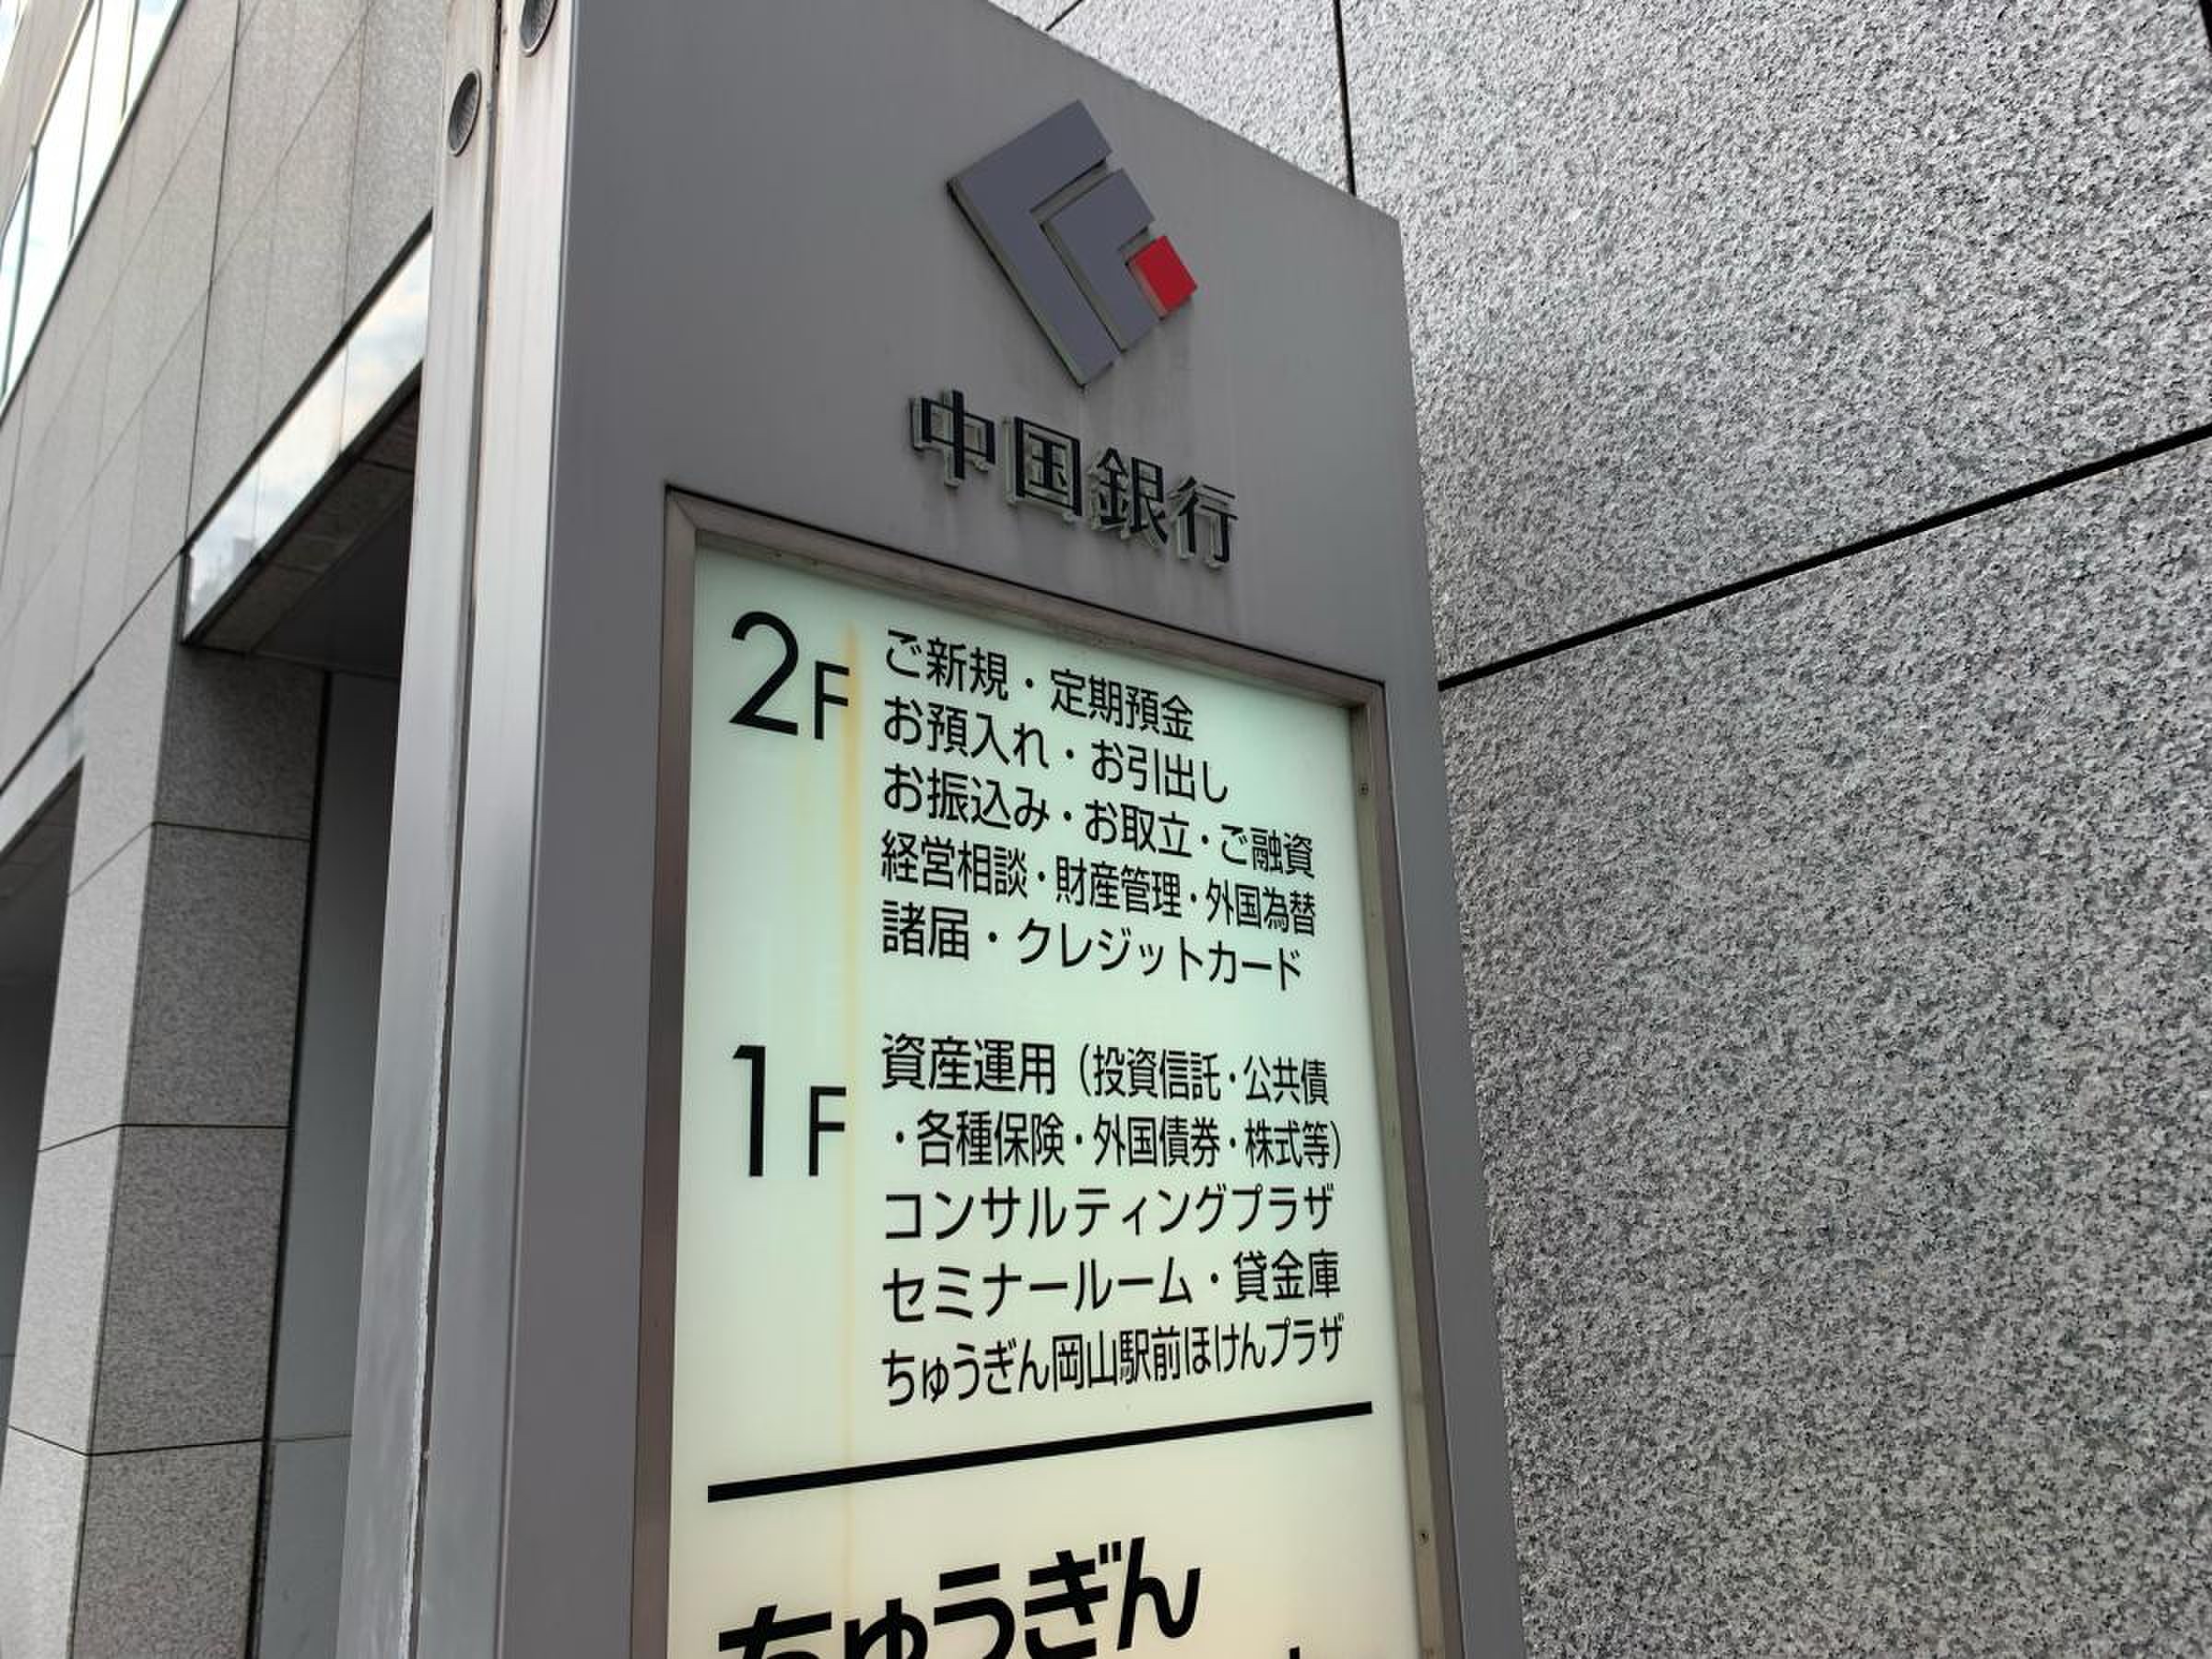 中国銀行
2F
ご新規・定期預金
お預入れ・お引出し
お振込み・お取立・ご融資
経営相談・財産管理・外国為替
諸届・クレジットカード
1F
資産運用（投資信託・公共債
・各種保険・外国債券・株式等）
コンサルティングプラザ
セミナールーム・貸金庫
ちゅうぎん岡山駅前ほけんプラザ
ちゅうぎん